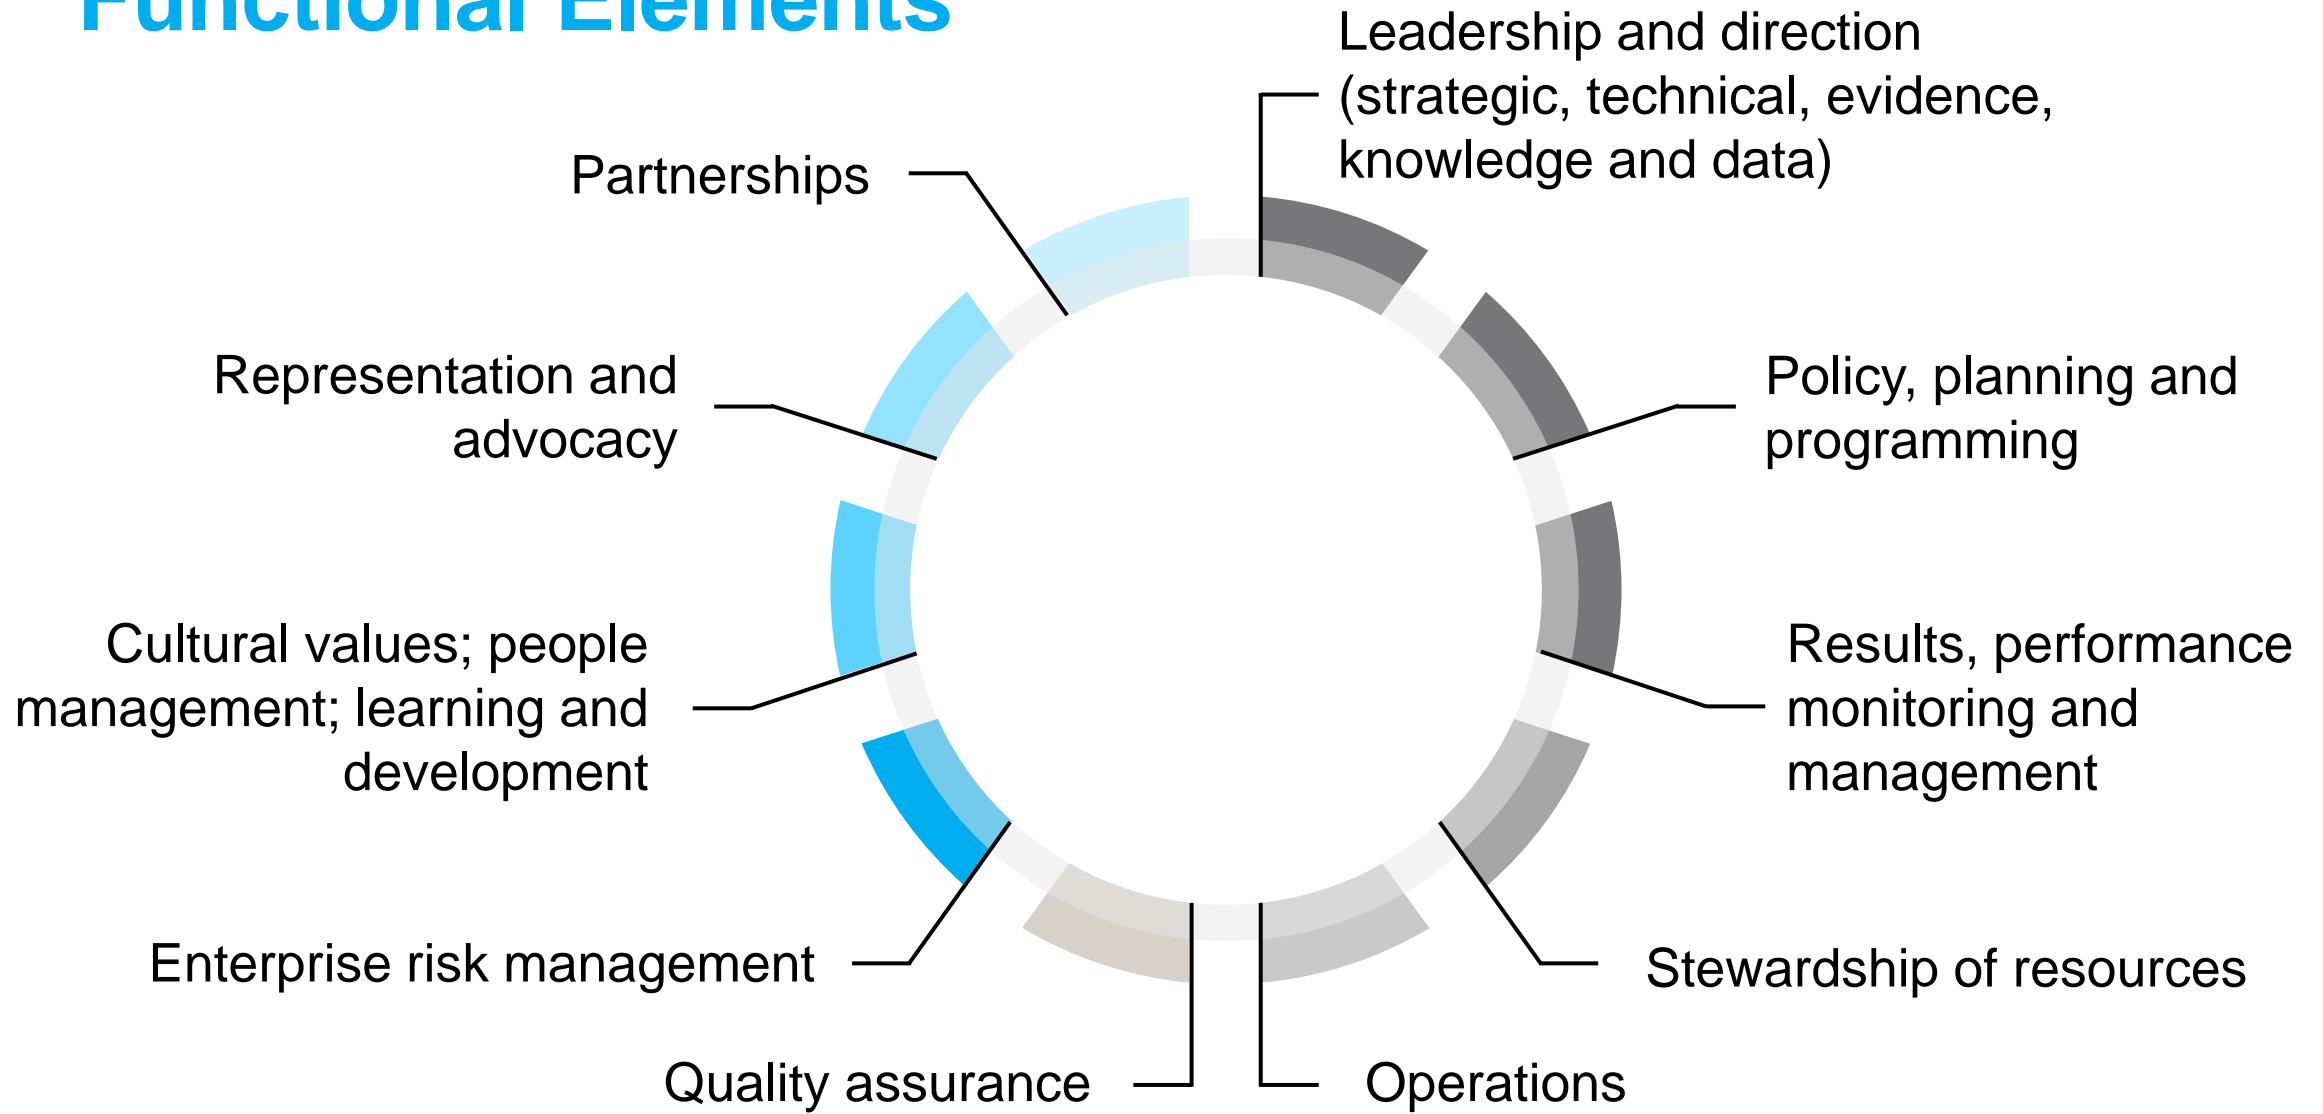 Functional Elements
Leadership and direction
(strategic, technical, evidence,
knowledge and data)
Partnerships
Representation and
advocacy
Policy, planning and
programming
Cultural values; people
management; learning and
development
Results, performance
monitoring and
management
Enterprise risk management
Stewardship of resources
Quality assurance
Operations